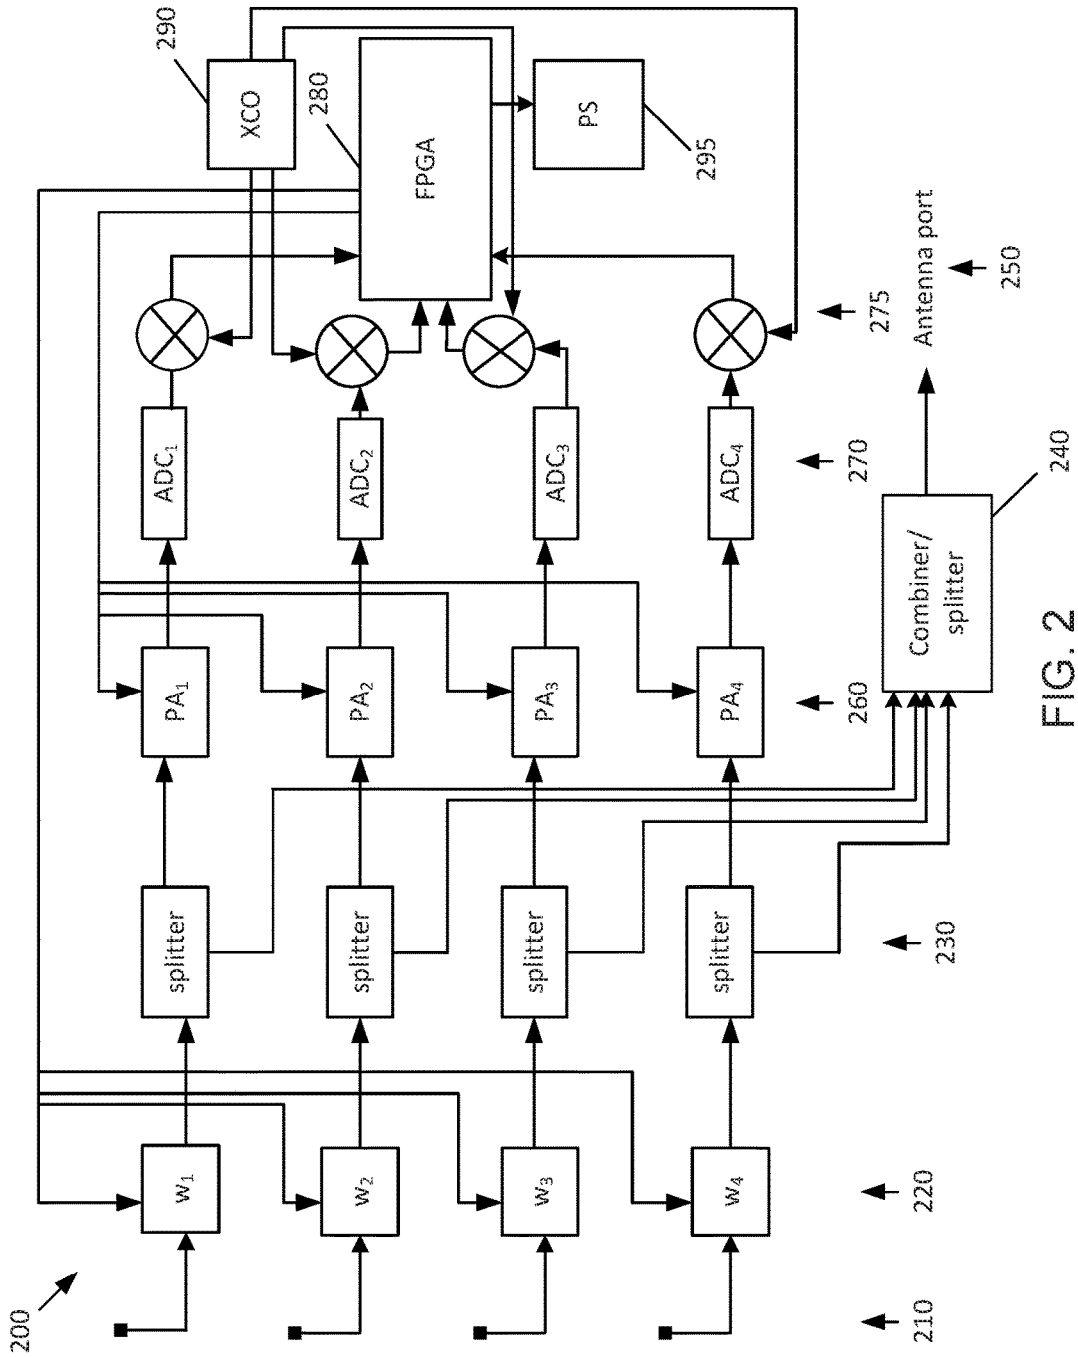 200
210
220
230
240
250
260
270
275
280
290
295
w₁
w₂
w₃
w₄
splitter
splitter
splitter
splitter
PA₁
PA₂
PA₃
PA₄
ADC₁
ADC₂
ADC₃
ADC₄
XCO
FPGA
PS
Combiner/
splitter
Antenna port
FIG. 2